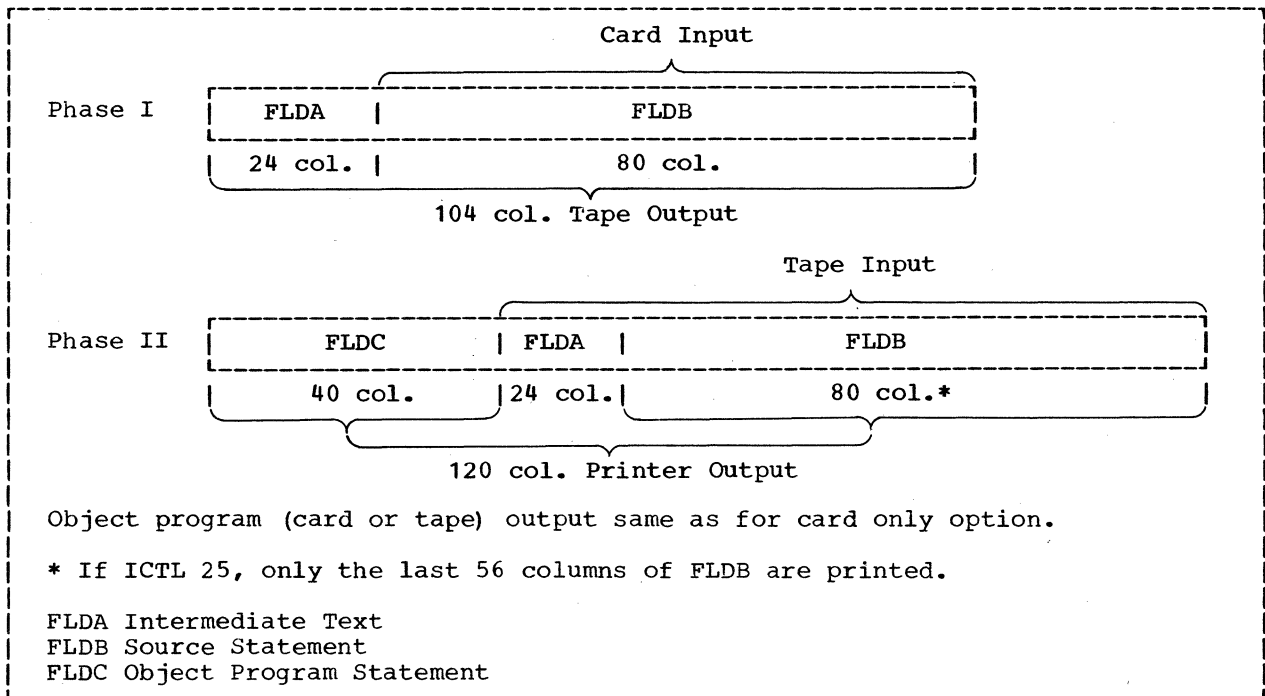 Card Input
Phase I FLDA FLDB
24 col. 80 col.
104 col. Tape Output
Tape Input
Phase II FLDC FLDA FLDB
40 col. 24 col. 80 col.*
120 col. Printer Output
Object program (card or tape) output same as for card only option.
* If ICTL 25, only the last 56 columns of FLDB are printed.
FLDA Intermediate Text
FLDB Source Statement
FLDC Object Program Statement